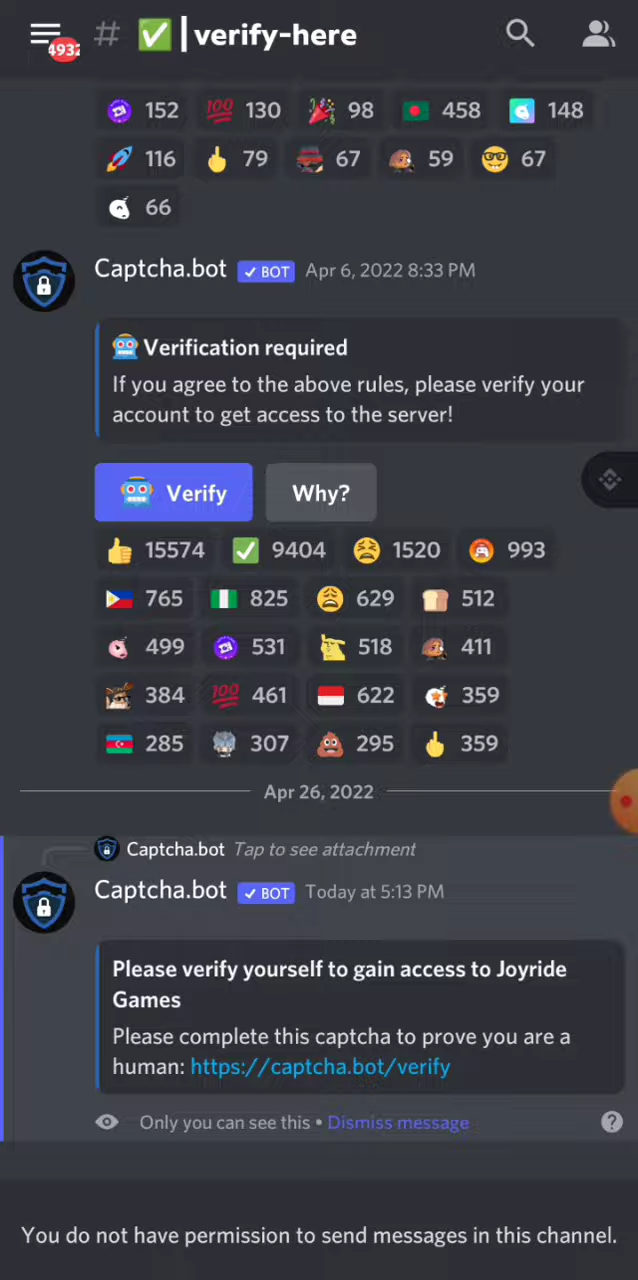 4932 # ✅ | verify-here
152 💯 130 98 458 148
116 79 67 59 67
66
Captcha.bot ✓ BOT Apr 6, 2022 8:33 PM
Verification required
If you agree to the above rules, please verify your
account to get access to the server!
Verify Why?
15574 9404 1520 993
765 825 629 512
499 531 518 411
384 💯 461 622 359
285 307 295 359
Apr 26, 2022
Captcha.bot Tap to see attachment
Captcha.bot ✓ BOT Today at 5:13 PM
Please verify yourself to gain access to Joyride
Games
Please complete this captcha to prove you are a
human: https://captcha.bot/verify
Only you can see this • Dismiss message ?
You do not have permission to send messages in this channel.